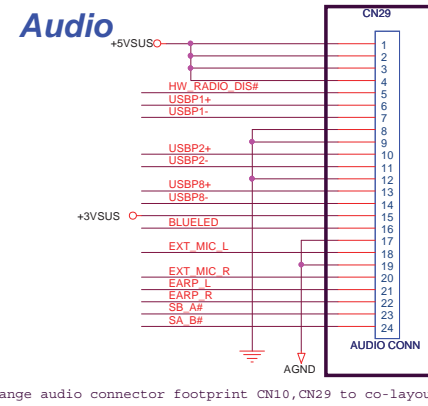 CN29
Audio
+5VSUS
1
2
3
4
HW_RADIO_DIS# 5
USBP1+ 6
USBP1- 7
8
9
USBP2+ 10
USBP2- 11
12
USBP8+ 13
USBP8- 14
+3VSUS 15
BLUELED 16
17
EXT_MIC_L 18
19
EXT_MIC_R 20
EARP_L 21
EARP_R 22
SB_A# 23
SA_B# 24
AUDIO CONN
AGND
ange audio connector footprint CN10,CN29 to co-layou